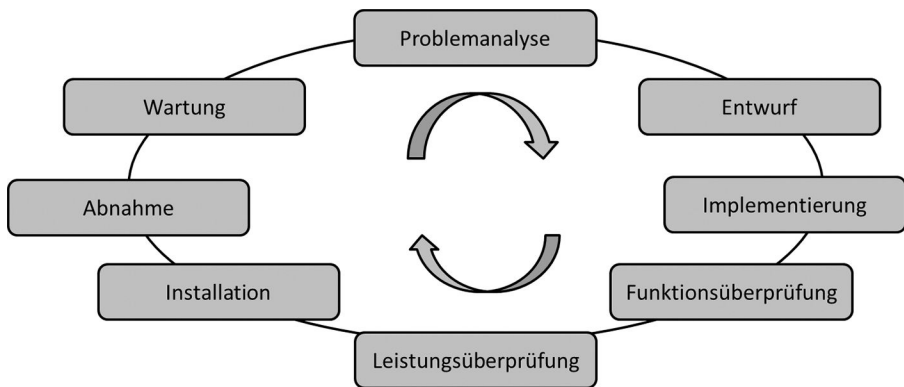 Problemanalyse
Wartung
Entwurf
Abnahme
Implementierung
Installation
Funktionsüberprüfung
Leistungsüberprüfung